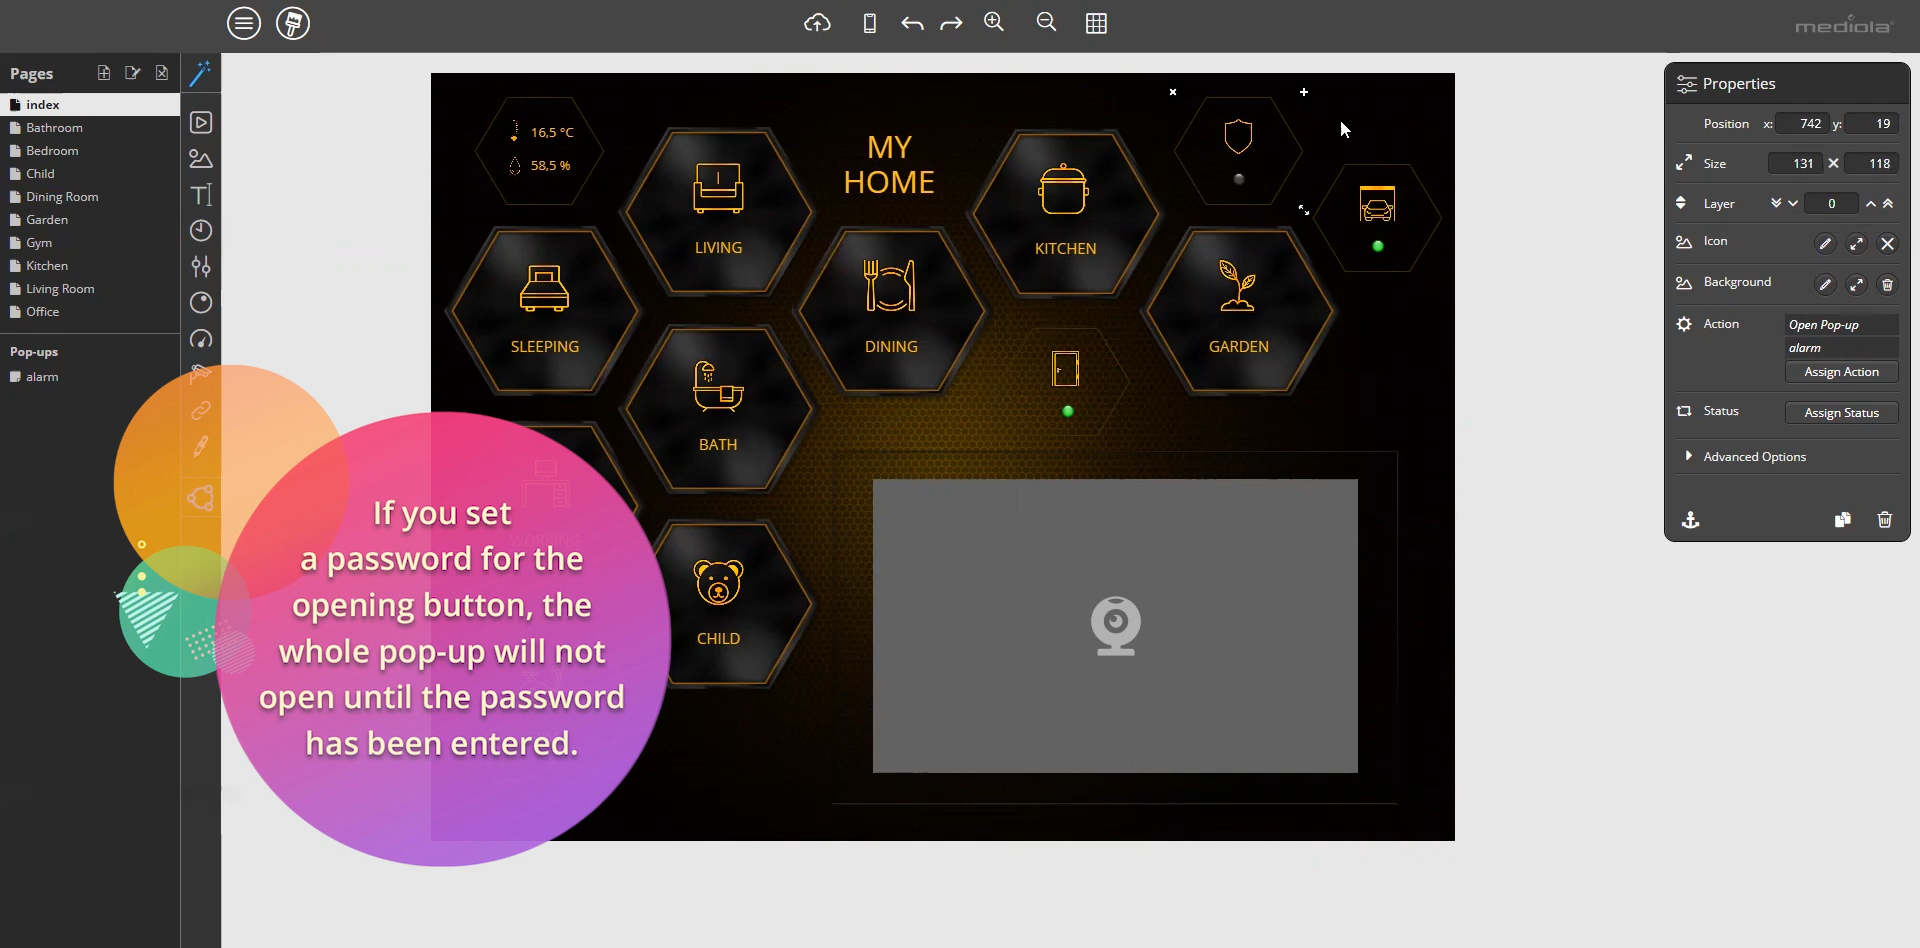 mediola
Pages
index
Bathroom
Bedroom
Child
Dining Room
Garden
Gym
Kitchen
Living Room
Office
Pop-ups
alarm
16,5 °C
58,5 %
MY
HOME
LIVING
KITCHEN
SLEEPING
DINING
GARDEN
BATH
WORKING
CHILD
If you set
a password for the
opening button, the
whole pop-up will not
open until the password
has been entered.
Properties
Position x: 742 y: 19
Size 131 X 118
Layer 0
Icon
Background
Action Open Pop-up
alarm
Assign Action
Status Assign Status
Advanced Options